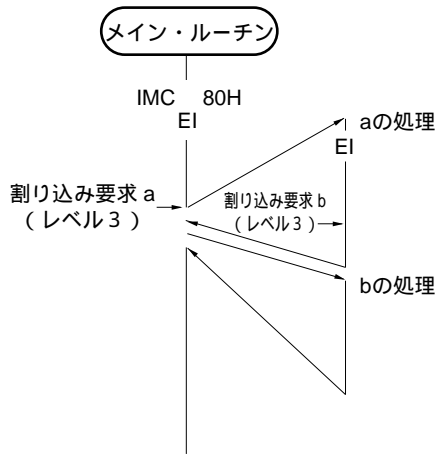 メイン・ルーチン
IMC 80H
EI
aの処理
EI
割り込み要求 a
（レベル３）
割り込み要求 b
（レベル３）
bの処理